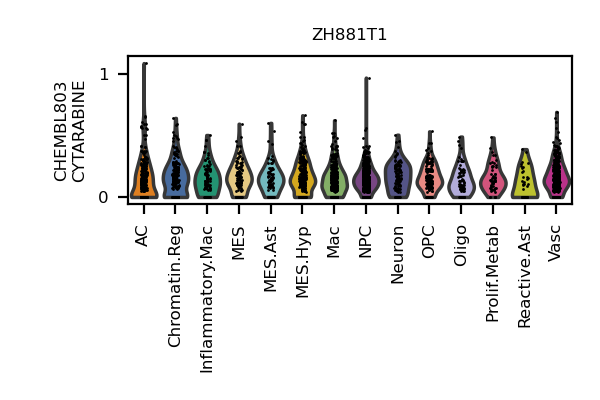 ZH881T1
CHEMBL803
CYTARABINE
1
0
AC
Chromatin.Reg
Inflammatory.Mac
MES
MES.Ast
MES.Hyp
Mac
NPC
Neuron
OPC
Oligo
Prolif.Metab
Reactive.Ast
Vasc